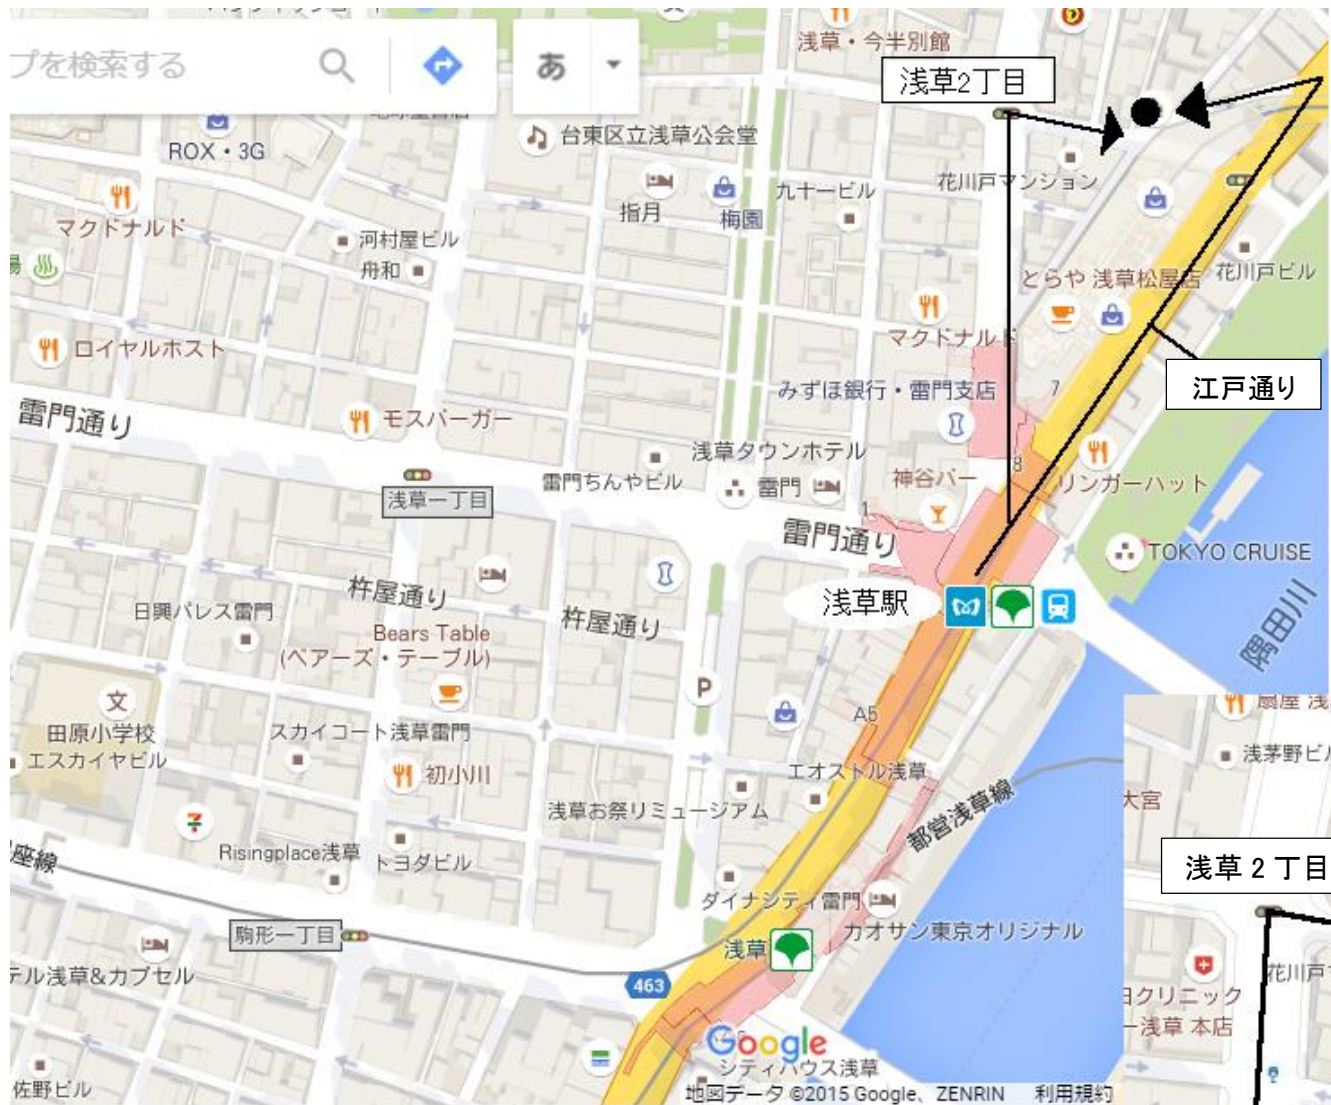 プを検索する
あ
浅草・今半別館
浅草2丁目
ROX・3G
台東区立浅草公会堂
花川戸マンション
マクドナルド
指月
梅園
九十一ビル
河村屋ビル
舟和
とらや 浅草松屋店
花川戸ビル
ロイヤルホスト
マクドナルド
江戸通り
みずほ銀行・雷門支店
7
雷門通り
モスバーガー
浅草タウンホテル
8
浅草一丁目
雷門ちんやビル
雷門
神谷バー
リンガーハット
1
雷門通り
TOKYO CRUISE
杵屋通り
杵屋通り
浅草駅
日興パレス雷門
Bears Table
(ベアーズ・テーブル)
隅田川
文
P
田原小学校
エスカイヤビル
スカイコート浅草雷門
A5
扇屋 浅
浅茅野ビル
初小川
エオストル浅草
大宮
浅草お祭りミュージアム
都営浅草線
7
座線
Risingplace浅草
トヨダビル
浅草 2 丁目
ダイナシティ雷門
駒形一丁目
浅草
カオサン東京オリジナル
テル浅草&カプセル
463
花川戸マ
ヨクリニック
ー浅草 本店
Google
シティハウス浅草
佐野ビル
地図データ ©2015 Google、ZENRIN 利用規約